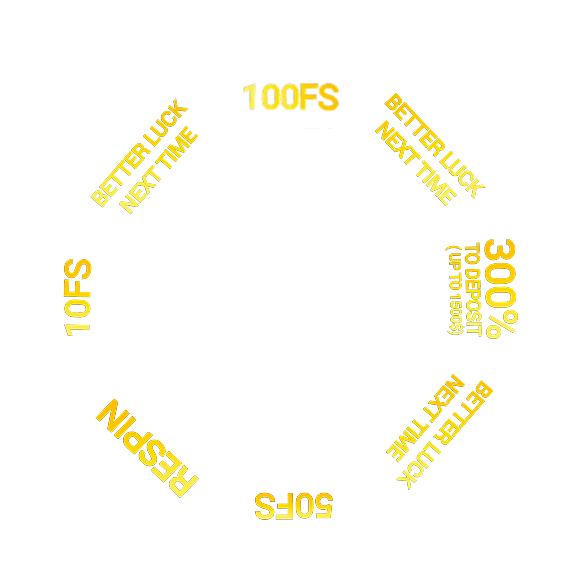 100FS
BETTER LUCK
NEXT TIME
300%
TO DEPOSIT
(UP TO 1500$)
BETTER LUCK
NEXT TIME
50FS
RESPIN
10FS
BETTER LUCK
NEXT TIME